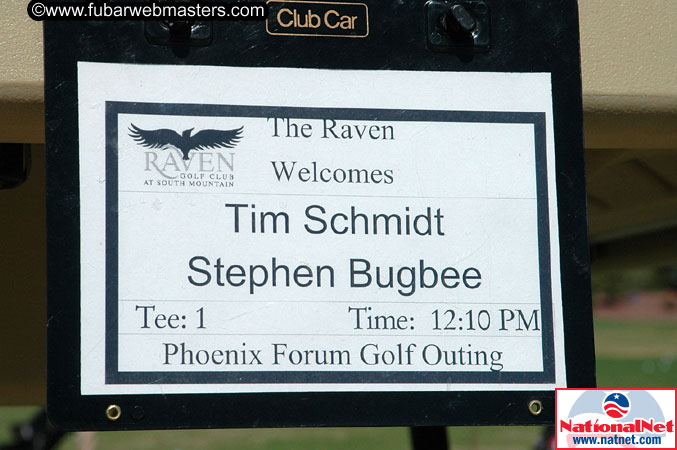 www.fubarwebmasters.com
Club Car
The Raven
RAVEN
GOLF CLUB
AT SOUTH MOUNTAIN
Welcomes
Tim Schmidt
Stephen Bugbee
Tee: 1 Time: 12:10 PM
Phoenix Forum Golf Outing
NationalNet
www.natnet.com